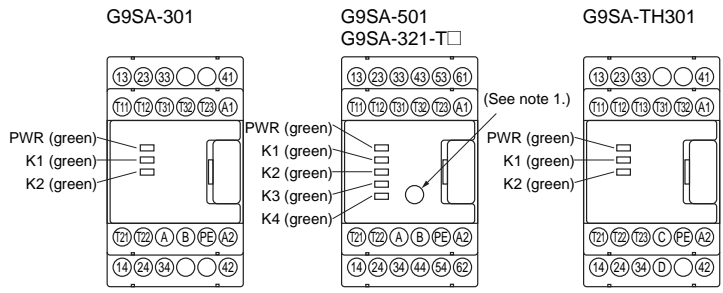 G9SA-301
13 23 33 41
T11 T12 T31 T32 T23 A1
PWR (green)
K1 (green)
K2 (green)
T21 T22 A B PE A2
14 24 34 42
G9SA-501
G9SA-321-T□
13 23 33 43 53 61
T11 T12 T31 T32 T23 A1
(See note 1.)
PWR (green)
K1 (green)
K2 (green)
K3 (green)
K4 (green)
T21 T22 A B PE A2
14 24 34 44 54 62
G9SA-TH301
13 23 33 41
T11 T12 T13 T31 T32 A1
PWR (green)
K1 (green)
K2 (green)
T21 T22 T23 C PE A2
14 24 34 D 42